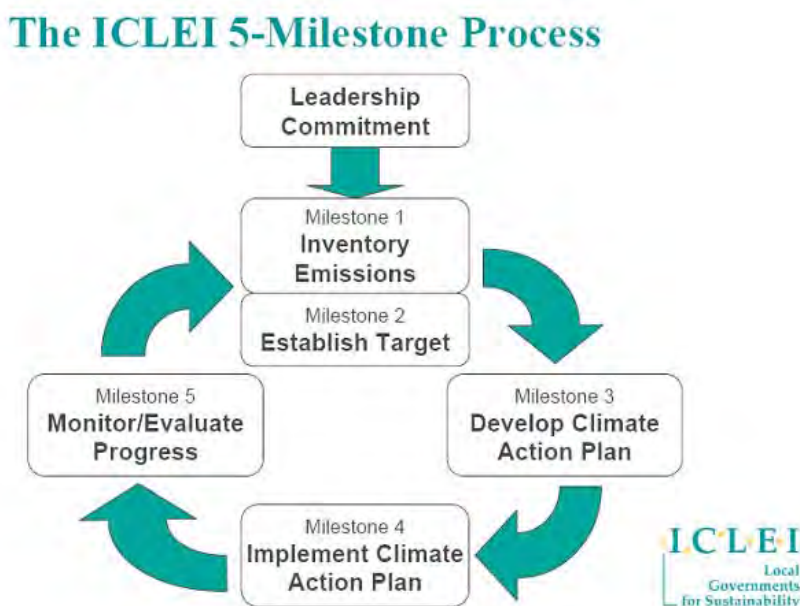 The ICLEI 5-Milestone Process
Leadership
Commitment
Milestone 1
Inventory
Emissions
Milestone 2
Establish Target
Milestone 3
Develop Climate
Action Plan
Milestone 4
Implement Climate
Action Plan
Milestone 5
Monitor/Evaluate
Progress
I.C.L.E.I
Local
Governments
for Sustainability